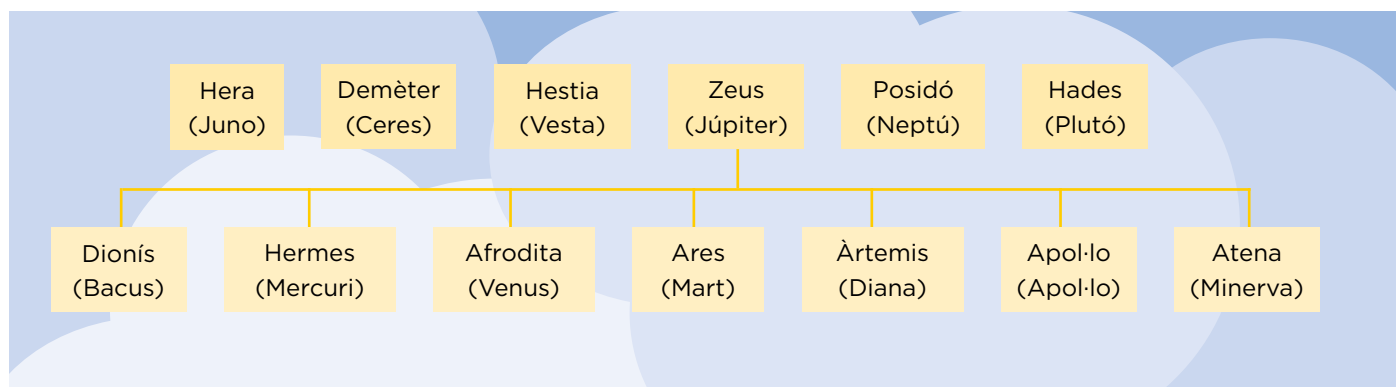 Hera
(Juno)
Demèter
(Ceres)
Hestia
(Vesta)
Zeus
(Júpiter)
Posidó
(Neptú)
Hades
(Plutó)
Dionís
(Bacus)
Hermes
(Mercuri)
Afrodita
(Venus)
Ares
(Mart)
Àrtemis
(Diana)
Apol·lo
(Apol·lo)
Atena
(Minerva)